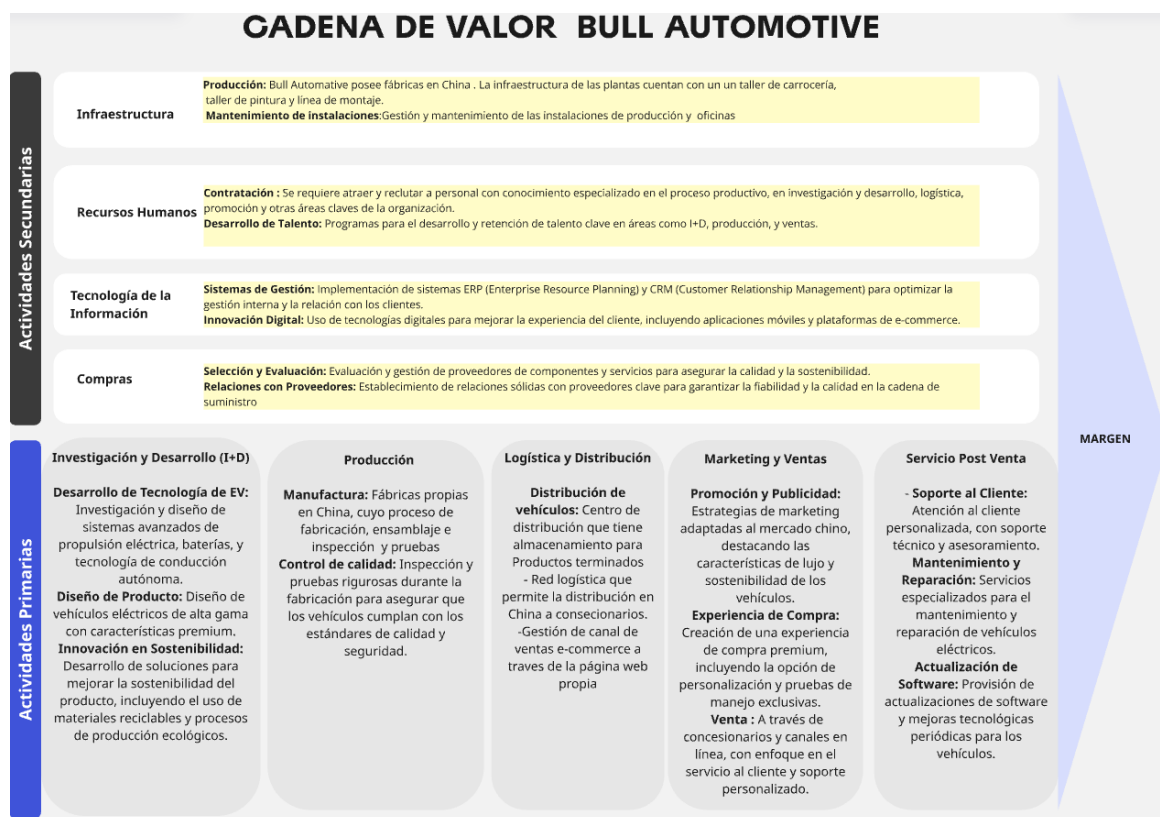 CADENA DE VALOR BULL AUTOMOTIVE
Actividades Secundarias
Infraestructura
Producción: Bull Automative posee fábricas en China . La infraestructura de las plantas cuentan con un un taller de carrocería,
taller de pintura y línea de montaje.
Mantenimiento de instalaciones:Gestión y mantenimiento de las instalaciones de producción y oficinas
Recursos Humanos
Contratación : Se requiere atraer y reclutar a personal con conocimiento especializado en el proceso productivo, en investigación y desarrollo, logística,
promoción y otras áreas claves de la organización.
Desarrollo de Talento: Programas para el desarrollo y retención de talento clave en áreas como I+D, producción, y ventas.
Tecnología de la
Información
Sistemas de Gestión: Implementación de sistemas ERP (Enterprise Resource Planning) y CRM (Customer Relationship Management) para optimizar la
gestión interna y la relación con los clientes.
Innovación Digital: Uso de tecnologías digitales para mejorar la experiencia del cliente, incluyendo aplicaciones móviles y plataformas de e-commerce.
Compras
Selección y Evaluación: Evaluación y gestión de proveedores de componentes y servicios para asegurar la calidad y la sostenibilidad.
Relaciones con Proveedores: Establecimiento de relaciones sólidas con proveedores clave para garantizar la fiabilidad y la calidad en la cadena de
suministro
MARGEN
Actividades Primarias
Investigación y Desarrollo (I+D)
Desarrollo de Tecnología de EV:
Investigación y diseño de
sistemas avanzados de
propulsión eléctrica, baterías, y
tecnología de conducción
autónoma.
Diseño de Producto: Diseño de
vehículos eléctricos de alta gama
con características premium.
Innovación en Sostenibilidad:
Desarrollo de soluciones para
mejorar la sostenibilidad del
producto, incluyendo el uso de
materiales reciclables y procesos
de producción ecológicos.
Producción
Manufactura: Fábricas propias
en China, cuyo proceso de
fabricación, ensamblaje e
inspección y pruebas
Control de calidad: Inspección y
pruebas rigurosas durante la
fabricación para asegurar que
los vehículos cumplan con los
estándares de calidad y
seguridad.
Logística y Distribución
Distribución de
vehículos: Centro de
distribución que tiene
almacenamiento para
Productos terminados
- Red logística que
permite la distribución en
China a consecionarios.
-Gestión de canal de
ventas e-commerce a
traves de la página web
propia
Marketing y Ventas
Promoción y Publicidad:
Estrategias de marketing
adaptadas al mercado chino,
destacando las
características de lujo y
sostenibilidad de los
vehículos.
Experiencia de Compra:
Creación de una experiencia
de compra premium,
incluyendo la opción de
personalización y pruebas de
manejo exclusivas.
Venta : A través de
concesionarios y canales en
línea, con enfoque en el
servicio al cliente y soporte
personalizado.
Servicio Post Venta
- Soporte al Cliente:
Atención al cliente
personalizada, con soporte
técnico y asesoramiento.
Mantenimiento y
Reparación: Servicios
especializados para el
mantenimiento y
reparación de vehículos
eléctricos.
Actualización de
Software: Provisión de
actualizaciones de software
y mejoras tecnológicas
periódicas para los
vehículos.